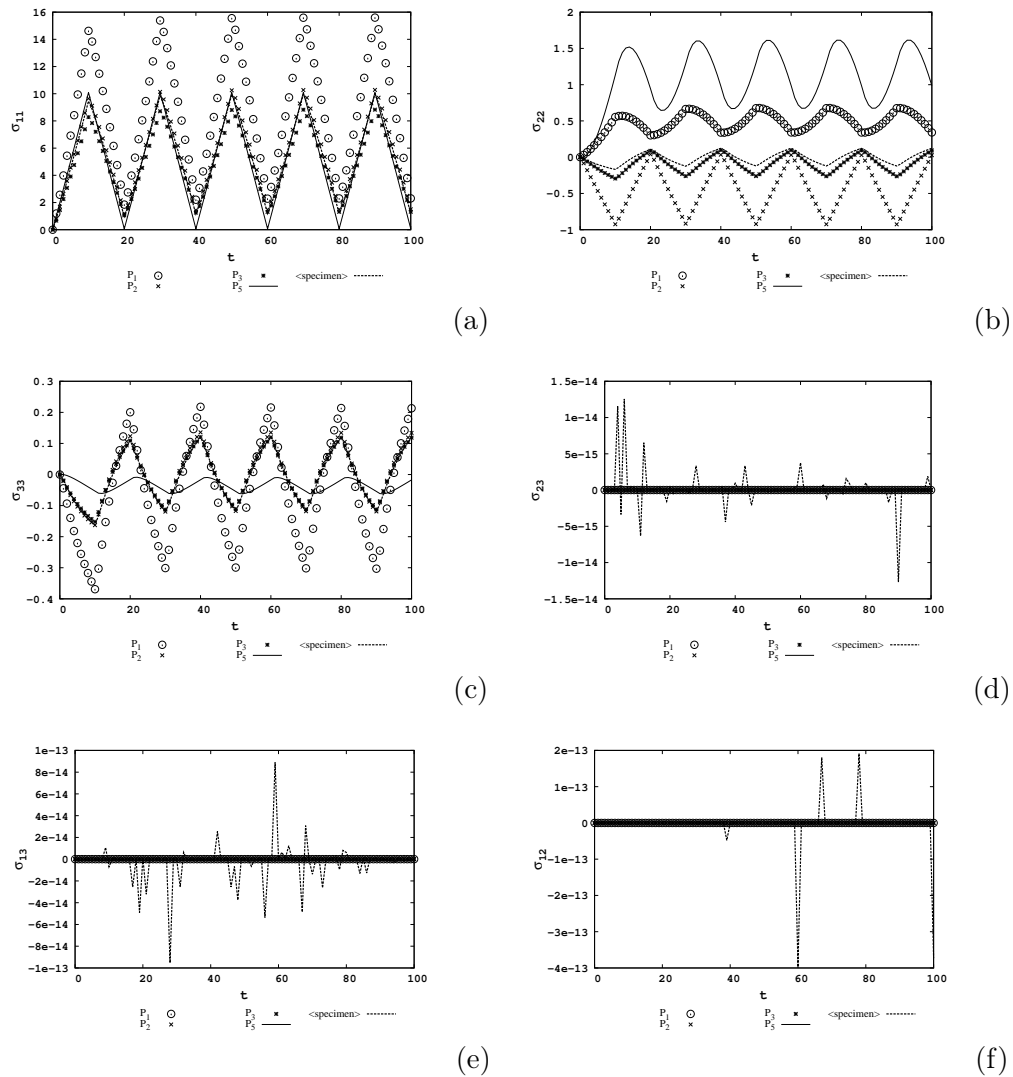 σ11
16
14
12
10
8
6
4
2
0
0 20 40 60 80 100
t
P1 P3 <specimen>
P2 P5
(a)
σ22
2
1.5
1
0.5
0
−0.5
−1
0 20 40 60 80 100
t
P1 P3 <specimen>
P2 P5
(b)
σ33
0.3
0.2
0.1
0
−0.1
−0.2
−0.3
−0.4
0 20 40 60 80 100
t
P1 P3 <specimen>
P2 P5
(c)
σ23
1.5e−14
1e−14
5e−15
0
−5e−15
−1e−14
−1.5e−14
0 20 40 60 80 100
t
P1 P3 <specimen>
P2 P5
(d)
σ13
1e−13
8e−14
6e−14
4e−14
2e−14
0
−2e−14
−4e−14
−6e−14
−8e−14
−1e−13
0 20 40 60 80 100
t
P1 P3 <specimen>
P2 P5
(e)
σ12
2e−13
1e−13
0
−1e−13
−2e−13
−3e−13
−4e−13
0 20 40 60 80 100
t
P1 P3 <specimen>
P2 P5
(f)